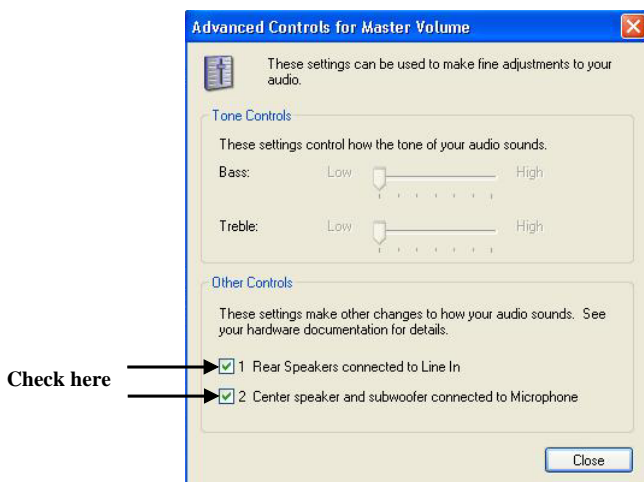 Advanced Controls for Master Volume
These settings can be used to make fine adjustments to your
audio.
Tone Controls
These settings control how the tone of your audio sounds.
Bass: Low High
Treble: Low High
Other Controls
These settings make other changes to how your audio sounds. See
your hardware documentation for details.
Check here
1 Rear Speakers connected to Line In
2 Center speaker and subwoofer connected to Microphone
Close